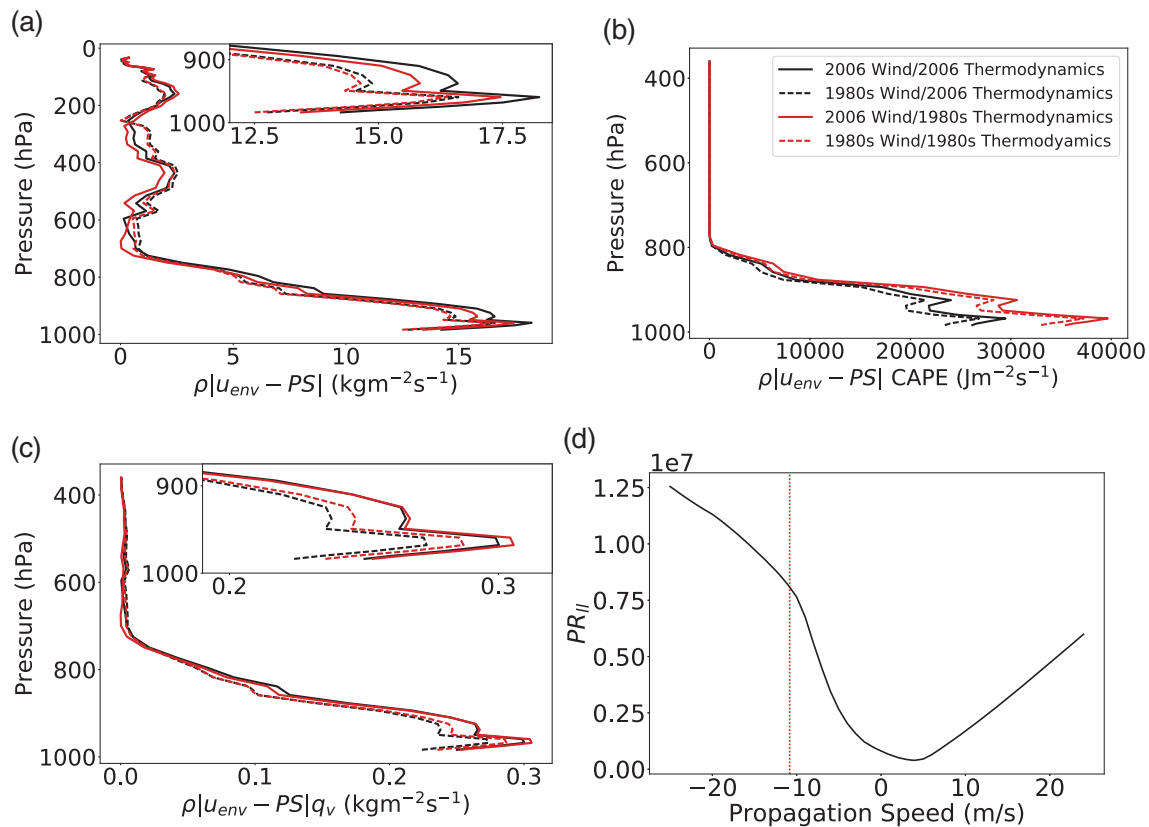 (a)
0
200
400
600
800
1000
Pressure (hPa)
900
1000
12.5
15.0
17.5
0
5
10
15
ρ|u_env − PS| (kgm⁻²s⁻¹)
(b)
400
600
800
1000
Pressure (hPa)
2006 Wind/2006 Thermodynamics
1980s Wind/2006 Thermodynamics
2006 Wind/1980s Thermodynamics
1980s Wind/1980s Thermodyamics
0
10000
20000
30000
40000
ρ|u_env − PS| CAPE (Jm⁻²s⁻¹)
(c)
400
600
800
1000
Pressure (hPa)
900
1000
0.2
0.3
0.0
0.1
0.2
0.3
ρ|u_env − PS|q_v (kgm⁻²s⁻¹)
(d)
1e7
1.25
1.00
0.75
0.50
0.25
0.00
PR_II
−20
−10
0
10
20
Propagation Speed (m/s)